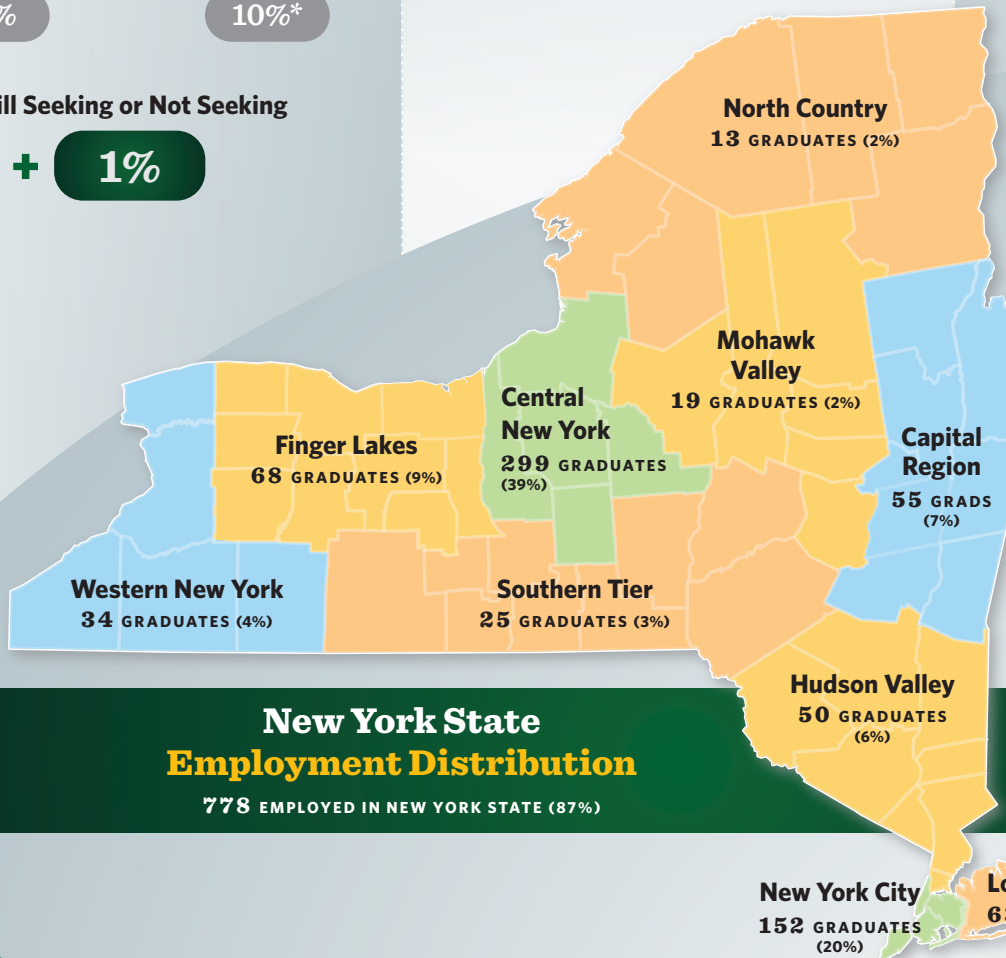 %
10%*
ill Seeking or Not Seeking
+ 1%
North Country
13 GRADUATES (2%)
Mohawk
Valley
19 GRADUATES (2%)
Central
New York
299 GRADUATES
(39%)
Finger Lakes
68 GRADUATES (9%)
Capital
Region
55 GRADS
(7%)
Western New York
34 GRADUATES (4%)
Southern Tier
25 GRADUATES (3%)
Hudson Valley
50 GRADUATES
(6%)
New York State
Employment Distribution
778 EMPLOYED IN NEW YORK STATE (87%)
New York City
152 GRADUATES
(20%)
Lo